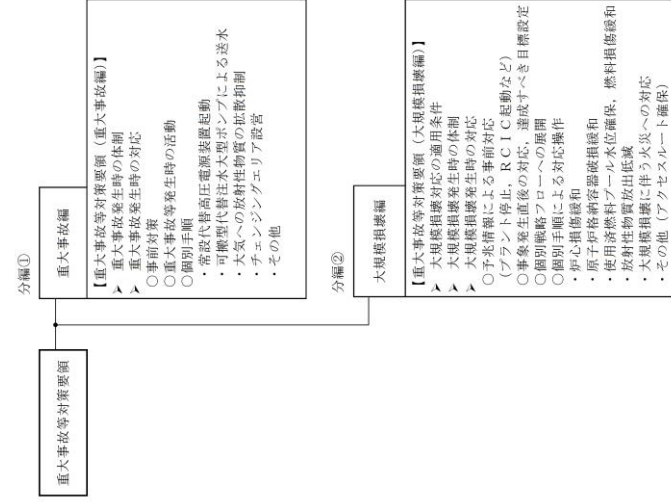 重大事故等対策要領
分編①
重大事故編
【重大事故等対策要領（重大事故編）】
➤ 重大事故発生時の体制
➤ 重大事故発生時の対応
○事前対策
○重大事故等発生時の活動
○個別手順
・常設代替高圧電源装置起動
・可搬型代替注水大型ポンプによる送水
・大気への放射性物質の拡散抑制
・チェンジングエリア設営
・その他
分編②
大規模損壊編
【重大事故等対策要領（大規模損壊編）】
➤ 大規模損壊対応の適用条件
➤ 大規模損壊発生時の体制
➤ 大規模損壊発生時の対応
○予兆情報による事前対応
（プラント停止，ＲＣＩＣ起動など）
○事象発生直後の対応，達成すべき目標設定
○個別戦略フローへの展開
○個別手順による対応操作
・炉心損傷緩和
・原子炉格納容器破損緩和
・使用済燃料プール水位確保，燃料損傷緩和
・放射性物質放出低減
・大規模損壊に伴う火災への対応
・その他（アクセスルート確保）